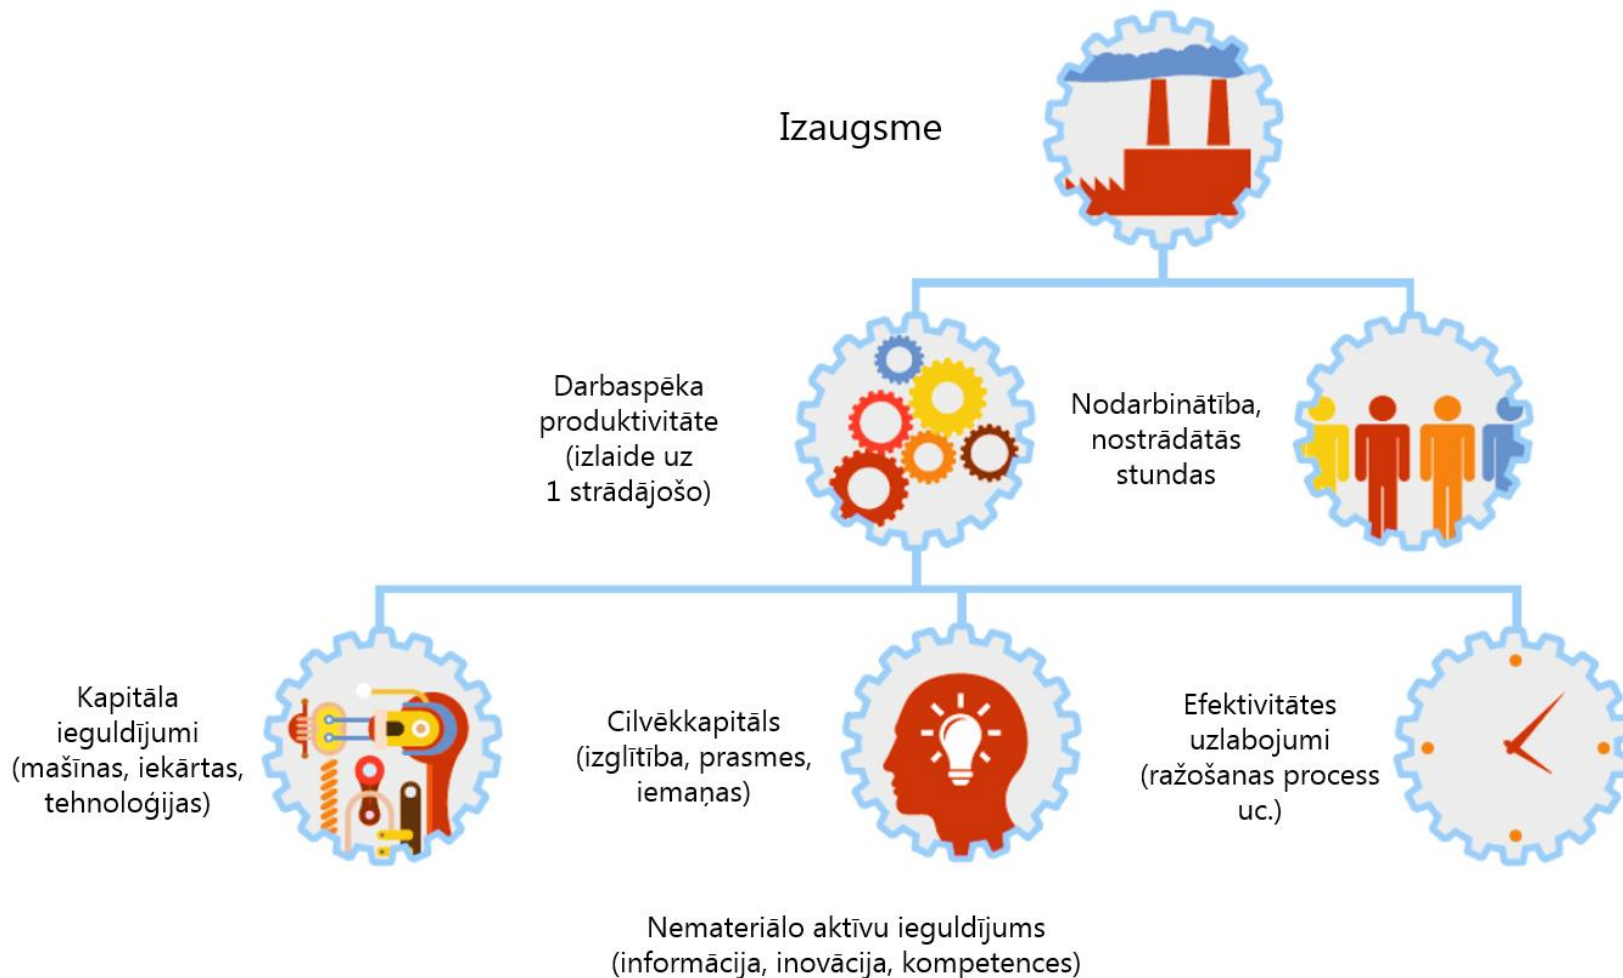 Izaugsme
Darbaspēka
produktivitāte
(izlaide uz
1 strādājošo)
Nodarbinātība,
nostrādātās
stundas
Kapitāla
ieguldījumi
(mašīnas, iekārtas,
tehnoloģijas)
Cilvēkkapitāls
(izglītība, prasmes,
iemaņas)
Efektivitātes
uzlabojumi
(ražošanas process
uc.)
Nemateriālo aktīvu ieguldījums
(informācija, inovācija, kompetences)